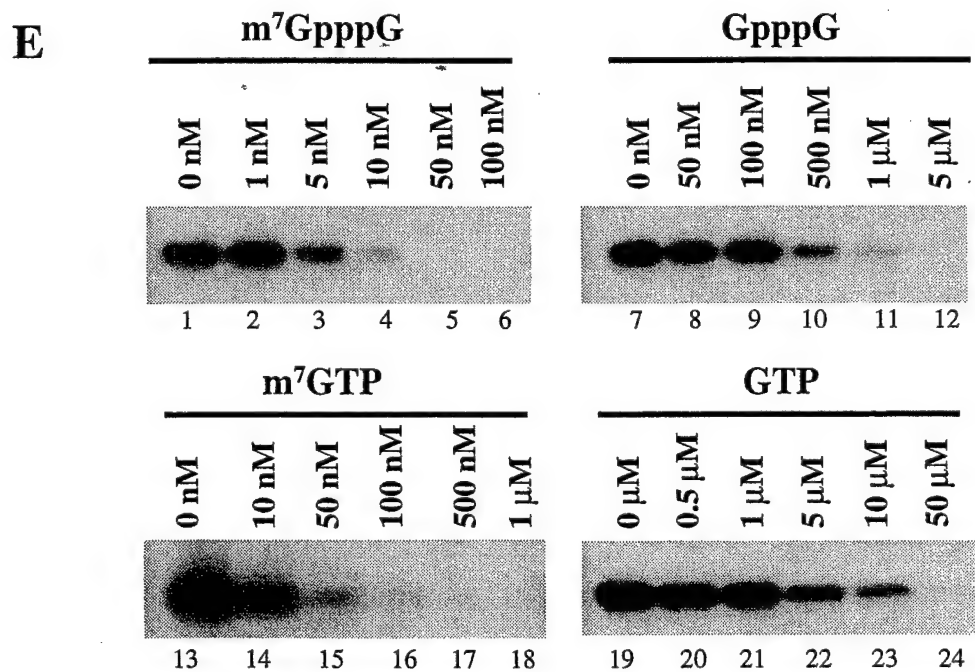 E
m⁷GpppG
0 nM 1 nM 5 nM 10 nM 50 nM 100 nM
1 2 3 4 5 6
GpppG
0 nM 50 nM 100 nM 500 nM 1 µM 5 µM
7 8 9 10 11 12
m⁷GTP
0 nM 10 nM 50 nM 100 nM 500 nM 1 µM
13 14 15 16 17 18
GTP
0 µM 0.5 µM 1 µM 5 µM 10 µM 50 µM
19 20 21 22 23 24